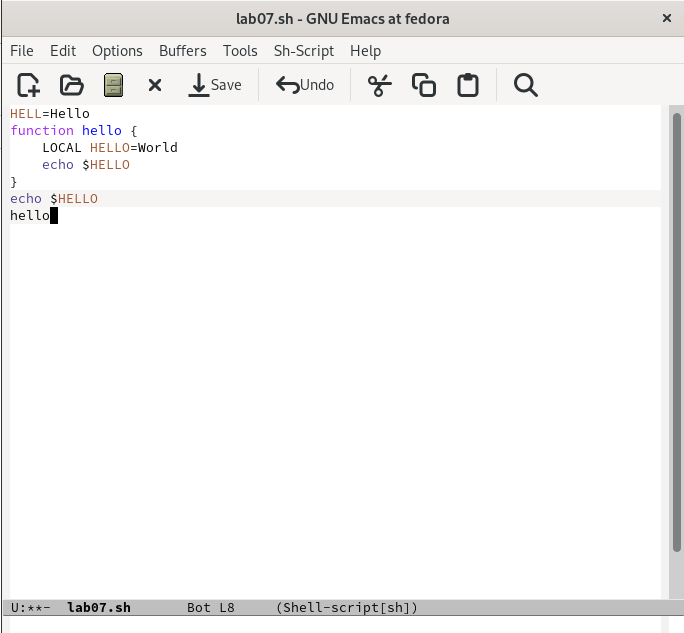 lab07.sh - GNU Emacs at fedora
File Edit Options Buffers Tools Sh-Script Help
Save Undo
HELL=Hello
function hello {
    LOCAL HELLO=World
    echo $HELLO
}
echo $HELLO
hello
U:**-  lab07.sh       Bot L8     (Shell-script[sh])